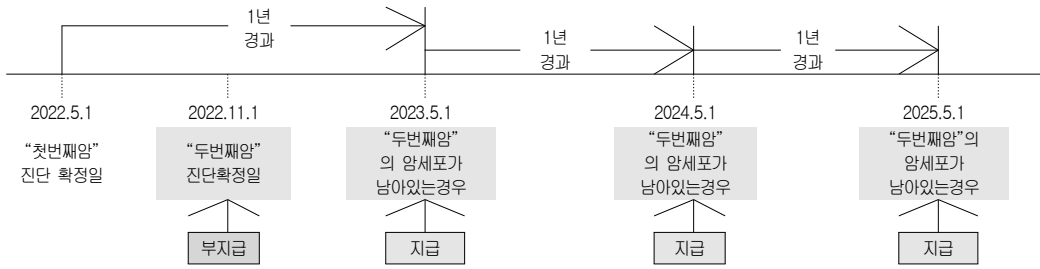 1년
경과
1년
경과
1년
경과
2022.5.1
2022.11.1
2023.5.1
2024.5.1
2025.5.1
“첫번째암”
진단 확정일
“두번째암”
진단확정일
“두번째암”
의 암세포가
남아있는경우
“두번째암”
의 암세포가
남아있는경우
“두번째암”의
암세포가
남아있는경우
부지급
지급
지급
지급